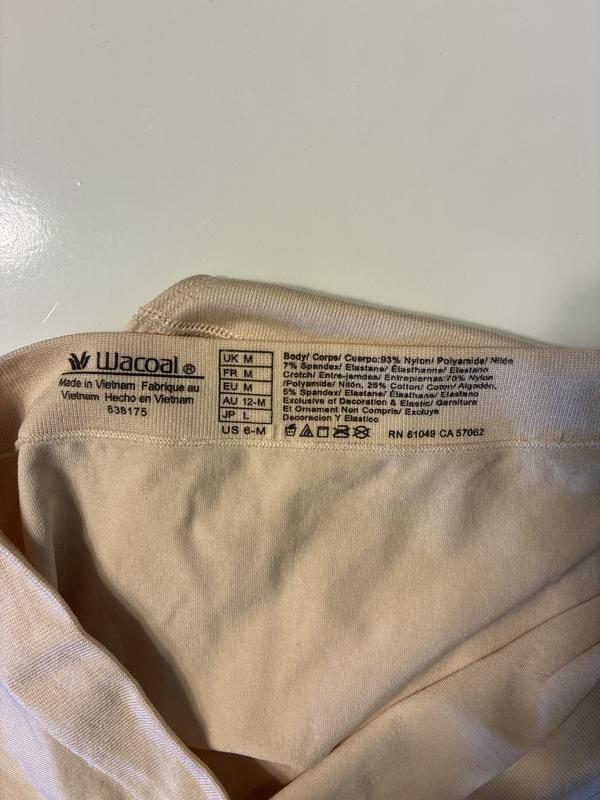 Wacoal®
Made in Vietnam Fabriqué au
Vietnam Hecho en Vietnam
838175
UK M
FR M
EU M
AU 12-M
JP L
US 6-M
Body/ Corps/ Cuerpo:93% Nylon/ Polyamide/ Nilón
7% Spandex/ Elastane/ Élasthanne/ Elastano
Crotch/ Entre-jambes/ Entrepiernas:70% Nylon
/Polyamide/ Nilón, 25% Cotton/ Coton/ Algodón,
5% Spandex/ Elastane/ Élasthanne/ Elastano
Exclusive of Decoration & Elastic/ Garniture
Et Ornement Non Compris/ Excluye
Decoracion Y Elastico
RN 61049 CA 57062